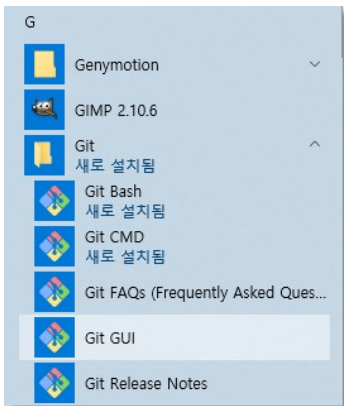 G
Genymotion
GIMP 2.10.6
Git
새로 설치됨
Git Bash
새로 설치됨
Git CMD
새로 설치됨
Git FAQs (Frequently Asked Ques...
Git GUI
Git Release Notes